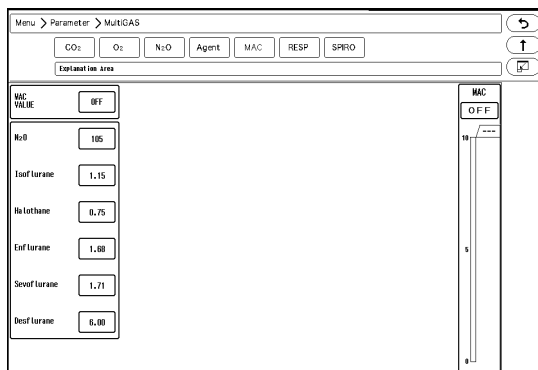 Menu > Parameter > MultiGAS
CO₂ O₂ N₂O Agent MAC RESP SPIRO
Explanation Area
MAC VALUE OFF
N₂O 105
Isoflurane 1.15
Halothane 0.75
Enflurane 1.68
Sevoflurane 1.71
Desflurane 6.00
MAC
OFF
---
10
5
0